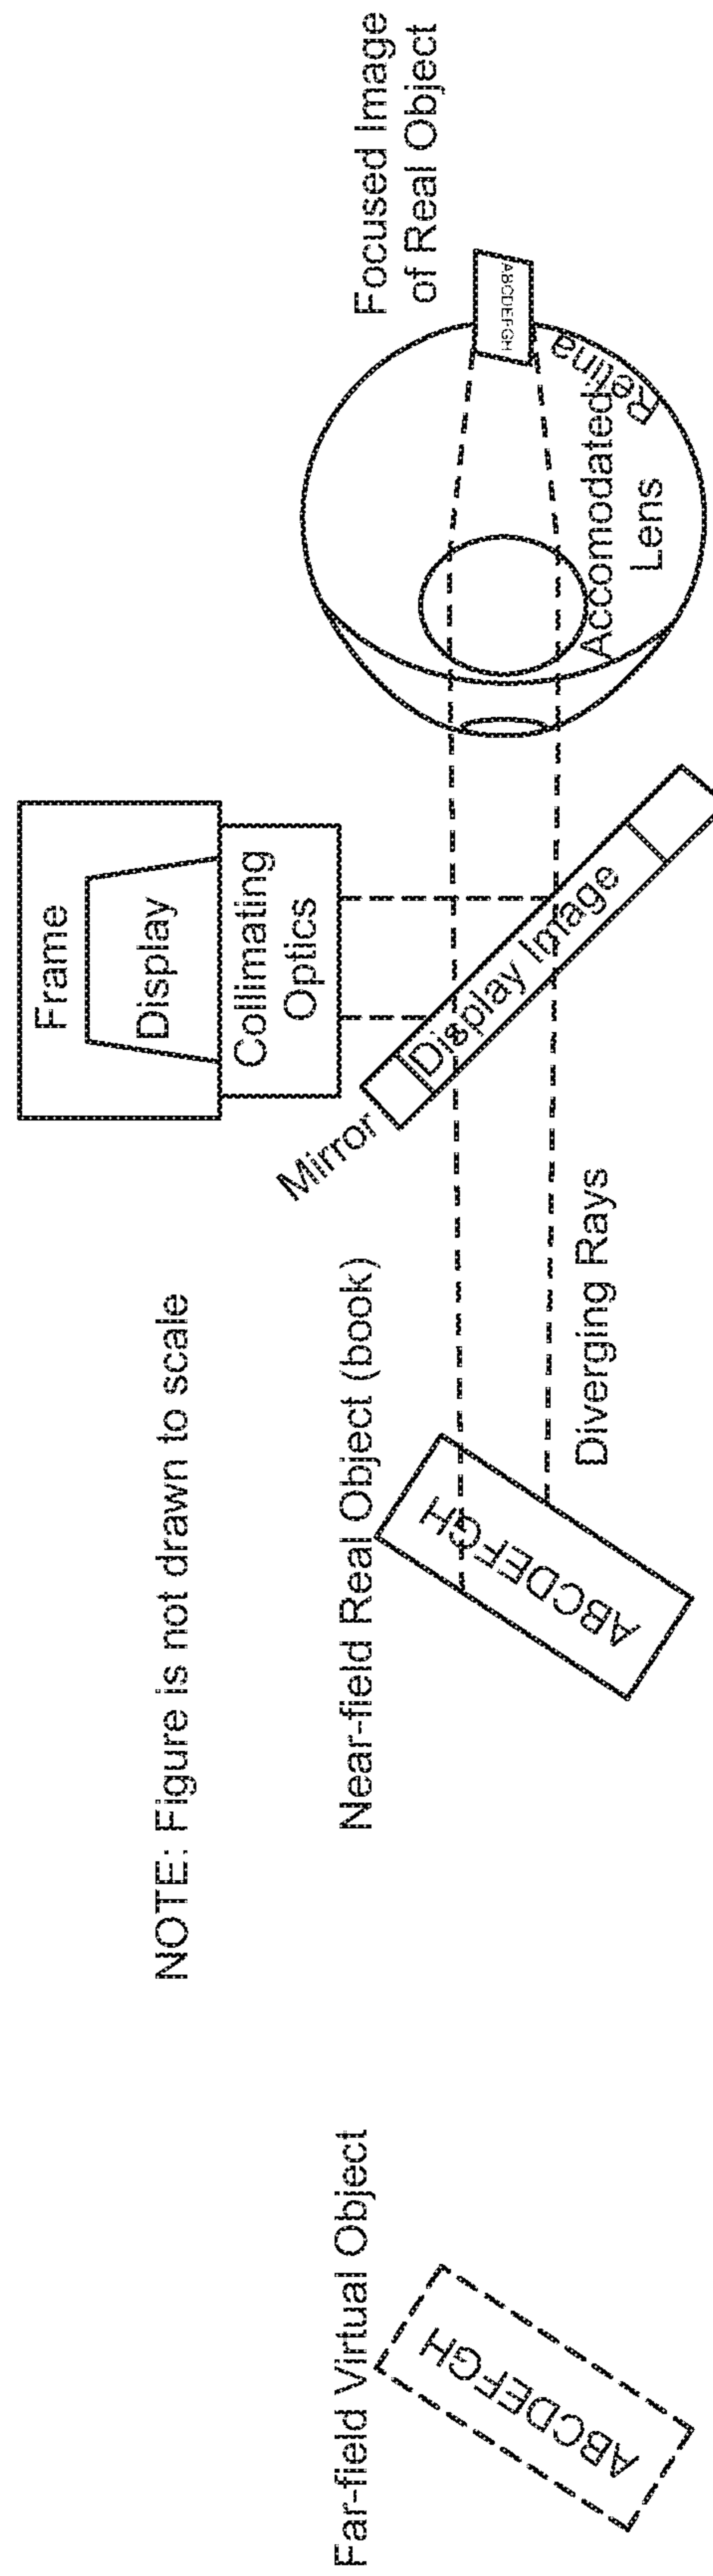 Frame
Display
Collimating
Optics
Focused Image
of Real Object
ABCDEFGH
Retina
Accomodated
Lens
Mirror
Display Image
NOTE: Figure is not drawn to scale
Near-field Real Object (book)
ABCDEFGH
Diverging Rays
Far-field Virtual Object
ABCDEFGH